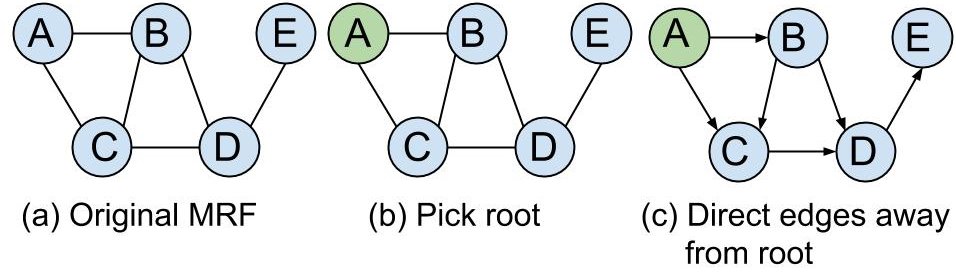 A B E A B E A B E
C D C D C D
(a) Original MRF (b) Pick root (c) Direct edges away
from root